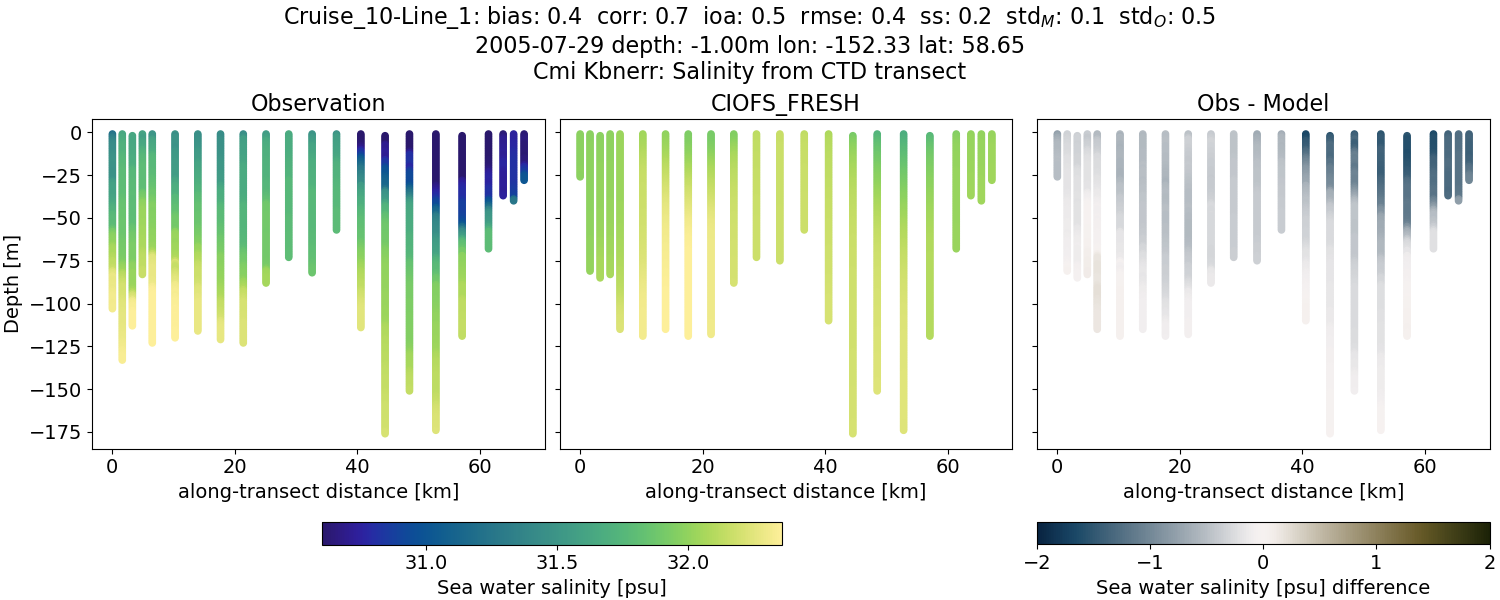 Cruise_10-Line_1: bias: 0.4 corr: 0.7 ioa: 0.5 rmse: 0.4 ss: 0.2 std_M: 0.1 std_O: 0.5
2005-07-29 depth: -1.00m lon: -152.33 lat: 58.65
Cmi Kbnerr: Salinity from CTD transect
Observation
CIOFS_FRESH
Obs - Model
Depth [m]
0
−25
−50
−75
−100
−125
−150
−175
0 20 40 60
0 20 40 60
0 20 40 60
along-transect distance [km]
along-transect distance [km]
along-transect distance [km]
31.0 31.5 32.0
Sea water salinity [psu]
−2 −1 0 1 2
Sea water salinity [psu] difference